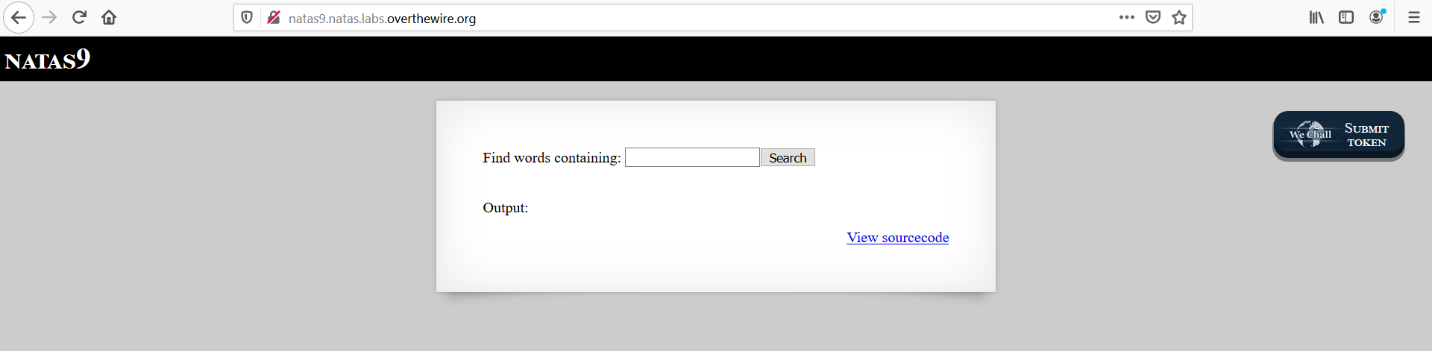 natas9.natas.labs.overthewire.org
NATAS9
We Chall
SUBMIT
TOKEN
Find words containing:
Search
Output:
View sourcecode